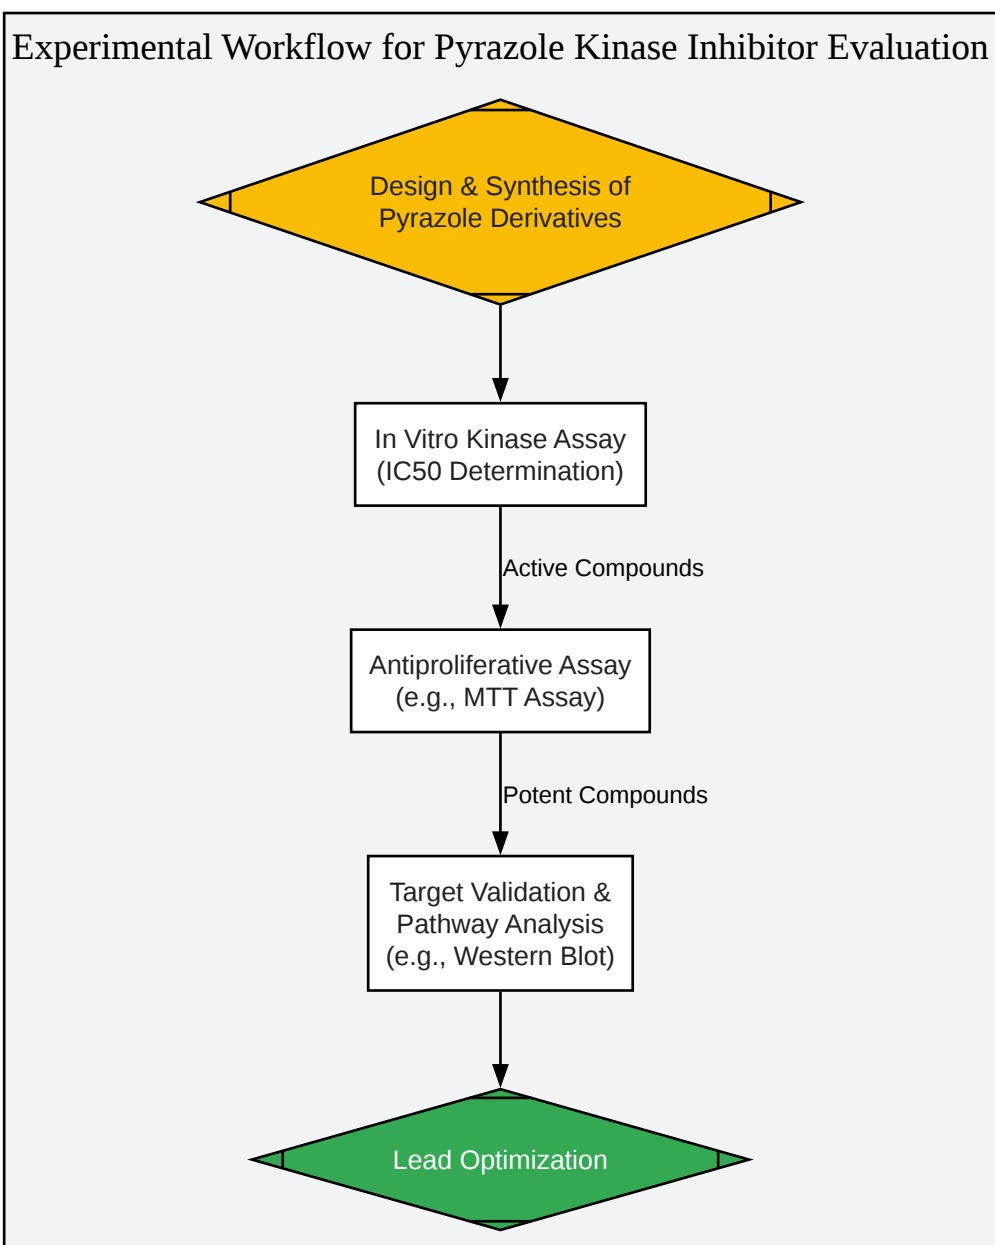 Experimental Workflow for Pyrazole Kinase Inhibitor Evaluation
Design & Synthesis of
Pyrazole Derivatives
In Vitro Kinase Assay
(IC50 Determination)
Active Compounds
Antiproliferative Assay
(e.g., MTT Assay)
Potent Compounds
Target Validation &
Pathway Analysis
(e.g., Western Blot)
Lead Optimization